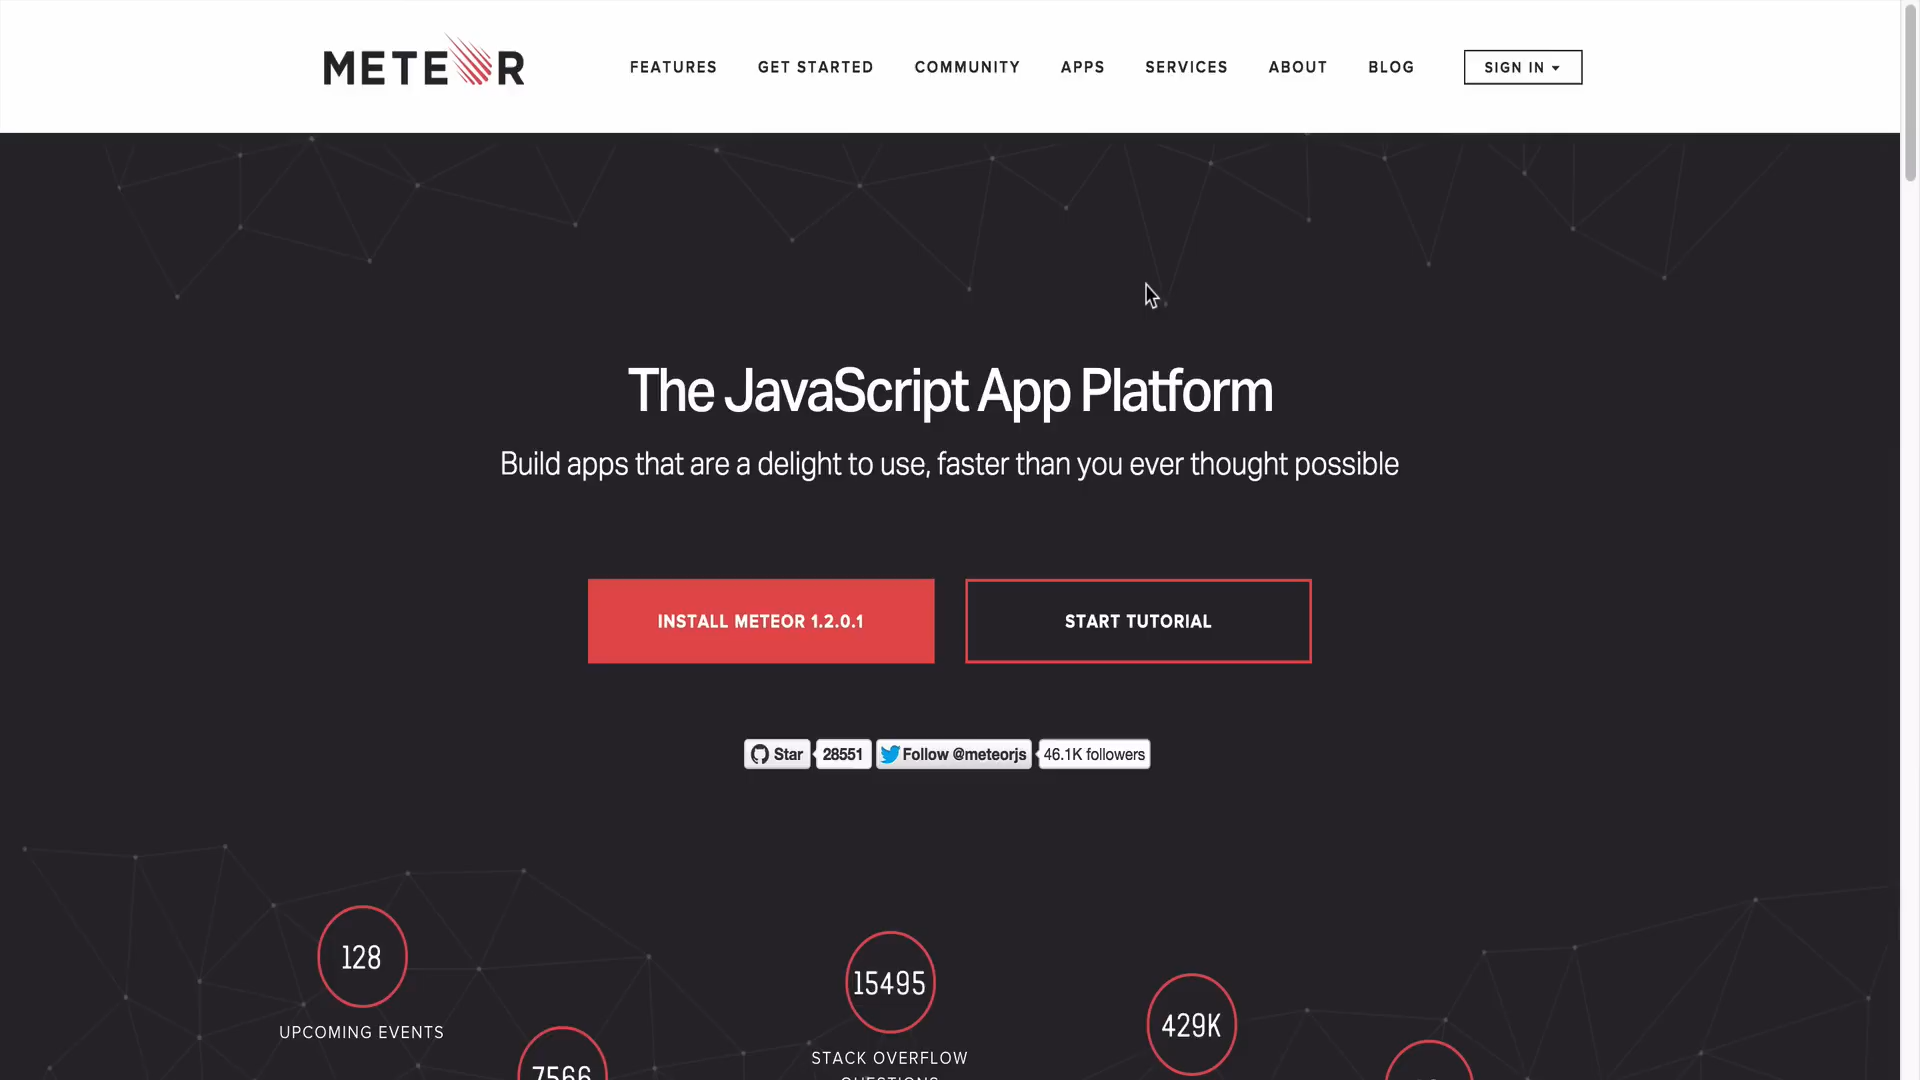 METEOR
FEATURES GET STARTED COMMUNITY APPS SERVICES ABOUT BLOG SIGN IN
The JavaScript App Platform
Build apps that are a delight to use, faster than you ever thought possible
INSTALL METEOR 1.2.0.1 START TUTORIAL
Star 28551 Follow @meteorjs 46.1K followers
128
UPCOMING EVENTS
15495
STACK OVERFLOW
QUESTIONS
429K
7566